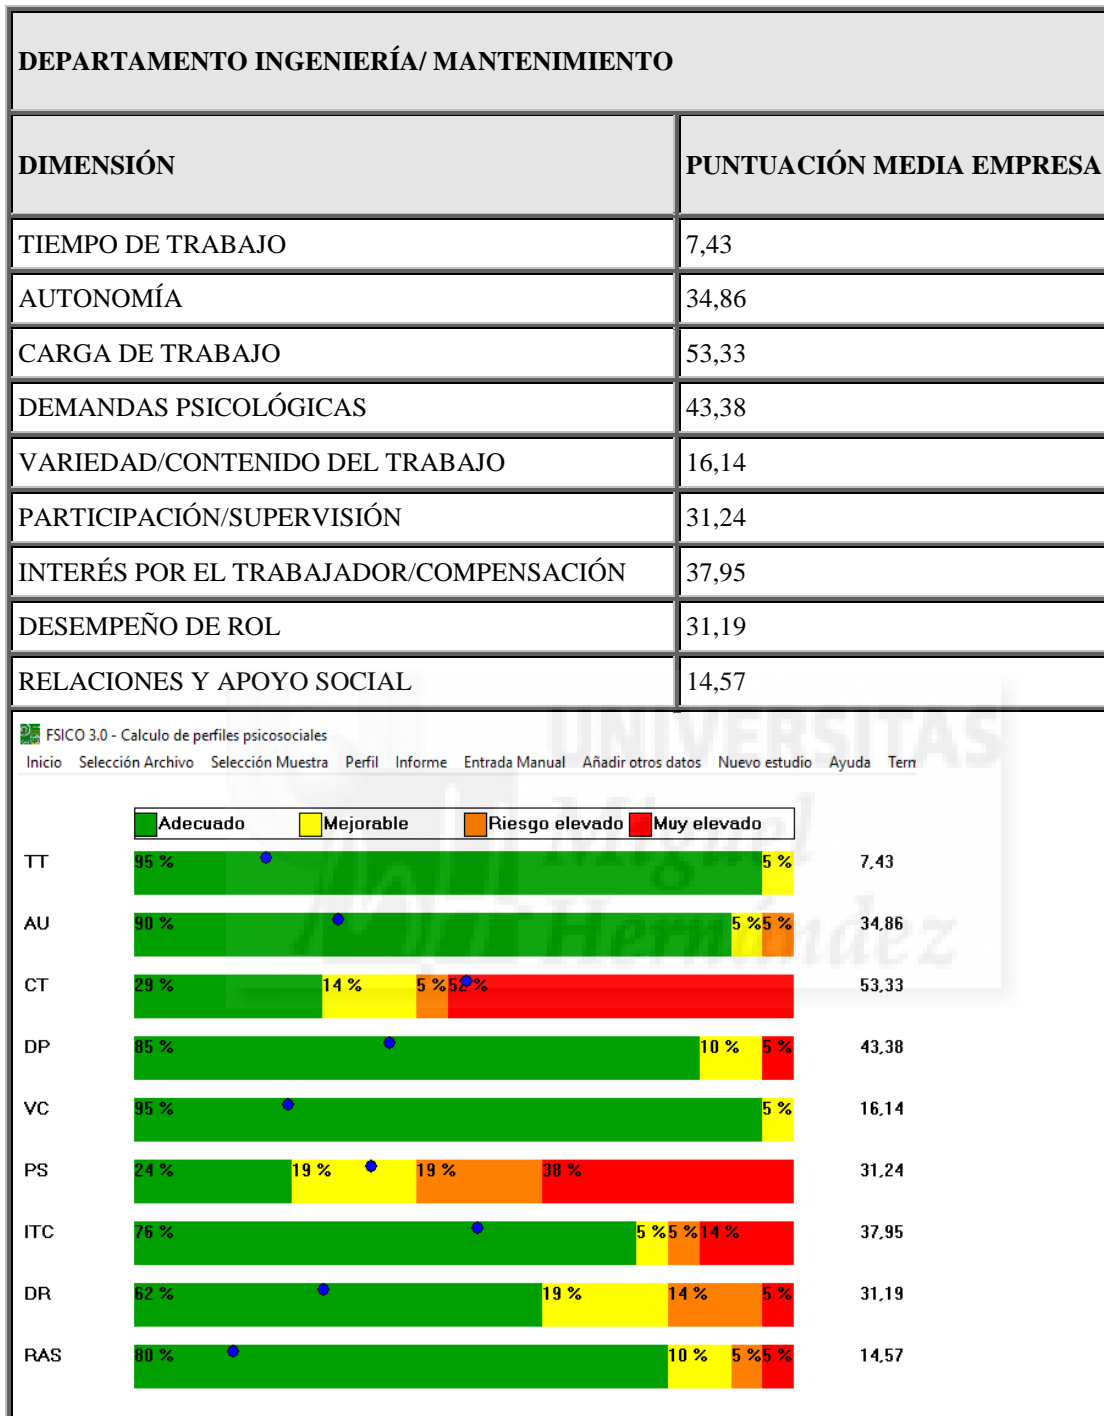 DEPARTAMENTO INGENIERÍA/ MANTENIMIENTO
DIMENSIÓN PUNTUACIÓN MEDIA EMPRESA
TIEMPO DE TRABAJO 7,43
AUTONOMÍA 34,86
CARGA DE TRABAJO 53,33
DEMANDAS PSICOLÓGICAS 43,38
VARIEDAD/CONTENIDO DEL TRABAJO 16,14
PARTICIPACIÓN/SUPERVISIÓN 31,24
INTERÉS POR EL TRABAJADOR/COMPENSACIÓN 37,95
DESEMPEÑO DE ROL 31,19
RELACIONES Y APOYO SOCIAL 14,57
UNIVERSITAS
Miguel
Hernández
FSICO 3.0 - Calculo de perfiles psicosociales
Inicio Selección Archivo Selección Muestra Perfil Informe Entrada Manual Añadir otros datos Nuevo estudio Ayuda Term
Adecuado Mejorable Riesgo elevado Muy elevado
TT 95 % 5 % 7,43
AU 90 % 5 % 5 % 34,86
CT 29 % 14 % 5 % 52 % 53,33
DP 85 % 10 % 5 % 43,38
VC 95 % 5 % 16,14
PS 24 % 19 % 19 % 38 % 31,24
ITC 76 % 5 % 5 % 14 % 37,95
DR 62 % 19 % 14 % 5 % 31,19
RAS 80 % 10 % 5 % 5 % 14,57